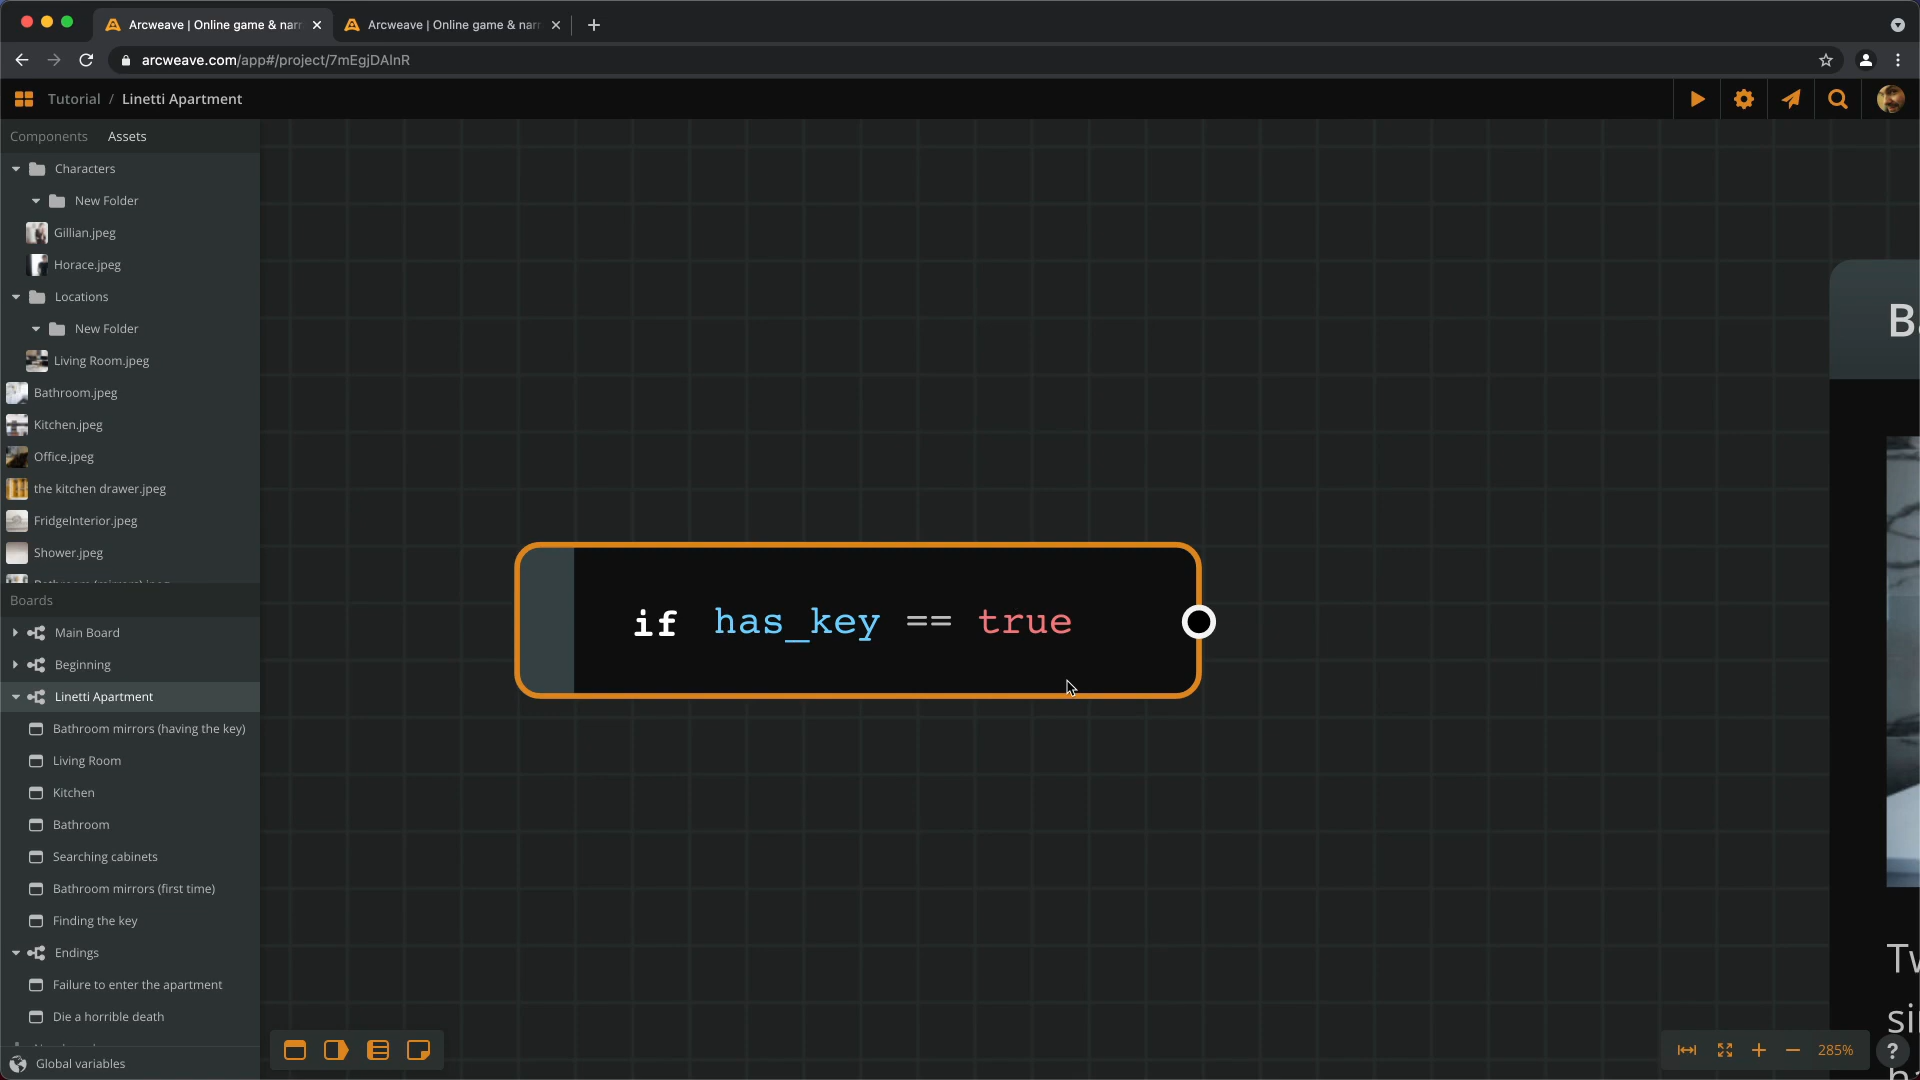 Arcweave | Online game & narr
Arcweave | Online game & narr
arcweave.com/app#/project/7mEgjDAlnR
Tutorial / Linetti Apartment
Components Assets
Characters
New Folder
Gillian.jpeg
Horace.jpeg
Locations
New Folder
Living Room.jpeg
Bathroom.jpeg
Kitchen.jpeg
Office.jpeg
the kitchen drawer.jpeg
FridgeInterior.jpeg
Shower.jpeg
Boards
Main Board
Beginning
Linetti Apartment
Bathroom mirrors (having the key)
Living Room
Kitchen
Bathroom
Searching cabinets
Bathroom mirrors (first time)
Finding the key
Endings
Failure to enter the apartment
Die a horrible death
Global variables
if has_key == true
Ba
Tw
si
285%
?